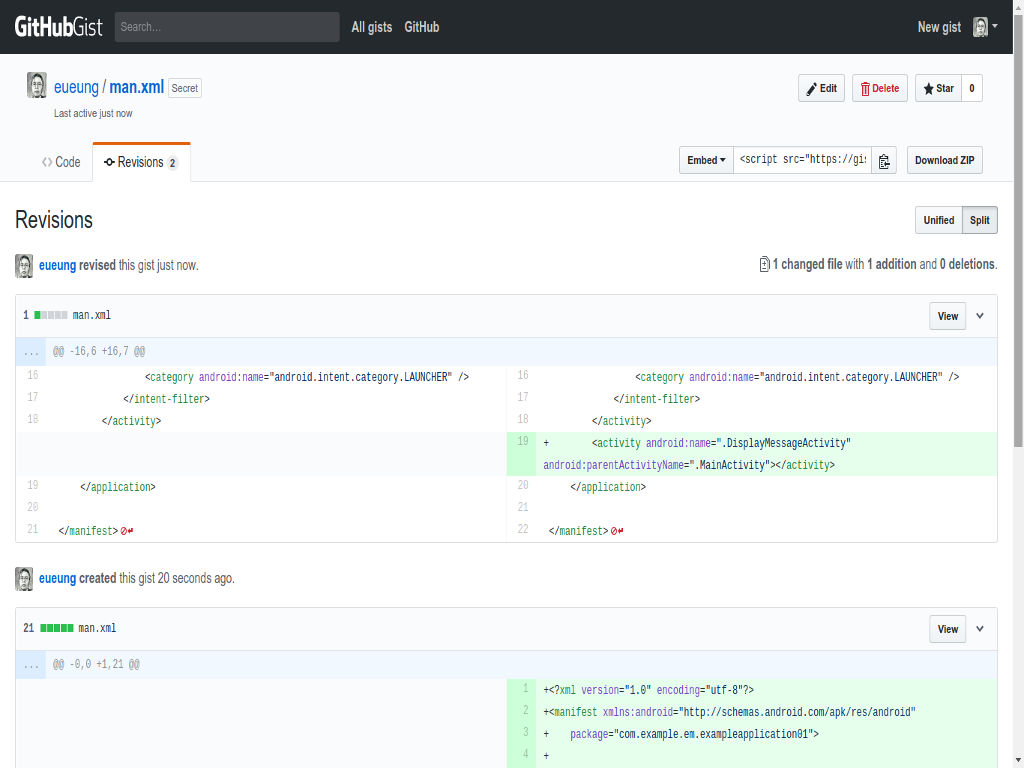 GitHubGist Search... All gists GitHub New gist
eueung / man.xml Secret Edit Delete Star 0
Last active just now
<> Code Revisions 2 Embed <script src="https://gis Download ZIP
Revisions Unified Split
eueung revised this gist just now. 1 changed file with 1 addition and 0 deletions.
1 man.xml View
... @@ -16,6 +16,7 @@
16 <category android:name="android.intent.category.LAUNCHER" /> 16 <category android:name="android.intent.category.LAUNCHER" />
17 </intent-filter> 17 </intent-filter>
18 </activity> 18 </activity>
19 + <activity android:name=".DisplayMessageActivity"
android:parentActivityName=".MainActivity"></activity>
19 </application> 20 </application>
20 21
21 </manifest> 22 </manifest>
eueung created this gist 20 seconds ago.
21 man.xml View
... @@ -0,0 +1,21 @@
1 +<?xml version="1.0" encoding="utf-8"?>
2 +<manifest xmlns:android="http://schemas.android.com/apk/res/android"
3 + package="com.example.em.exampleapplication01">
4 +